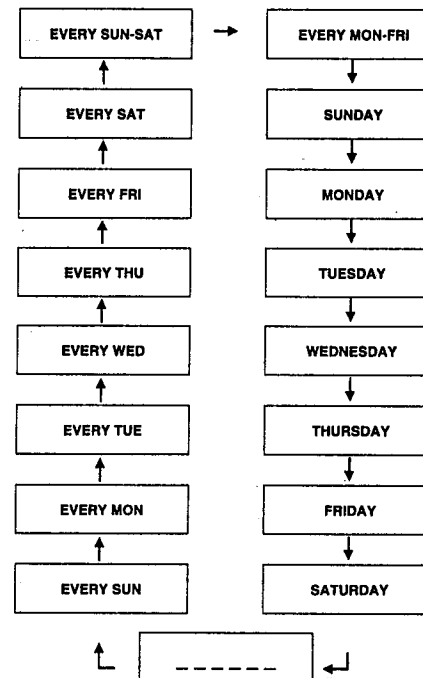 EVERY SUN-SAT
EVERY MON-FRI
EVERY SAT
SUNDAY
EVERY FRI
MONDAY
EVERY THU
TUESDAY
EVERY WED
WEDNESDAY
EVERY TUE
THURSDAY
EVERY MON
FRIDAY
EVERY SUN
SATURDAY
_ _ _ _ _ _ _ _